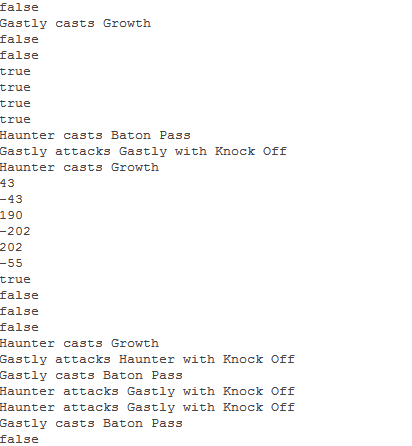 false
Gastly casts Growth
false
false
true
true
true
true
Haunter casts Baton Pass
Gastly attacks Gastly with Knock Off
Haunter casts Growth
43
-43
190
-202
202
-55
true
false
false
false
Haunter casts Growth
Gastly attacks Haunter with Knock Off
Gastly casts Baton Pass
Haunter attacks Gastly with Knock Off
Haunter attacks Gastly with Knock Off
Gastly casts Baton Pass
false